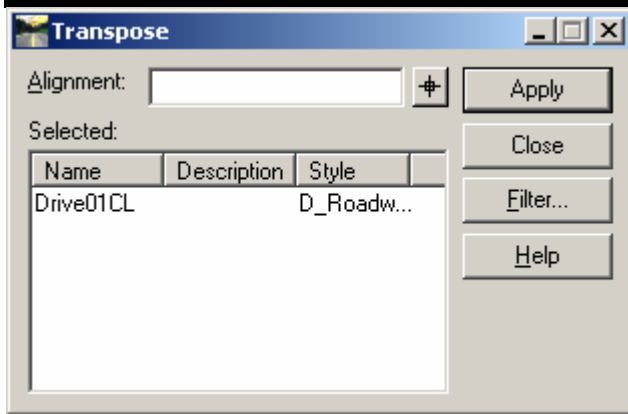 Transpose
Alignment:
Apply
Selected:
Close
Name Description Style
Drive01CL D_Roadw...
Filter...
Help